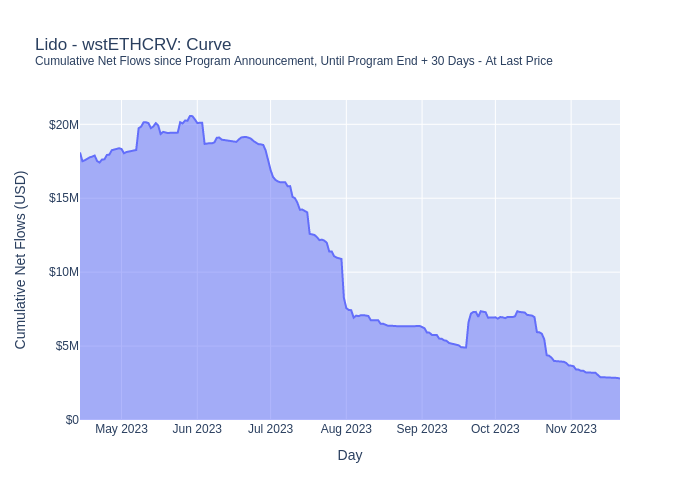 Lido - wstETHCRV: Curve
Cumulative Net Flows since Program Announcement, Until Program End + 30 Days - At Last Price
Cumulative Net Flows (USD)
$20M
$15M
$10M
$5M
$0
May 2023
Jun 2023
Jul 2023
Aug 2023
Sep 2023
Oct 2023
Nov 2023
Day